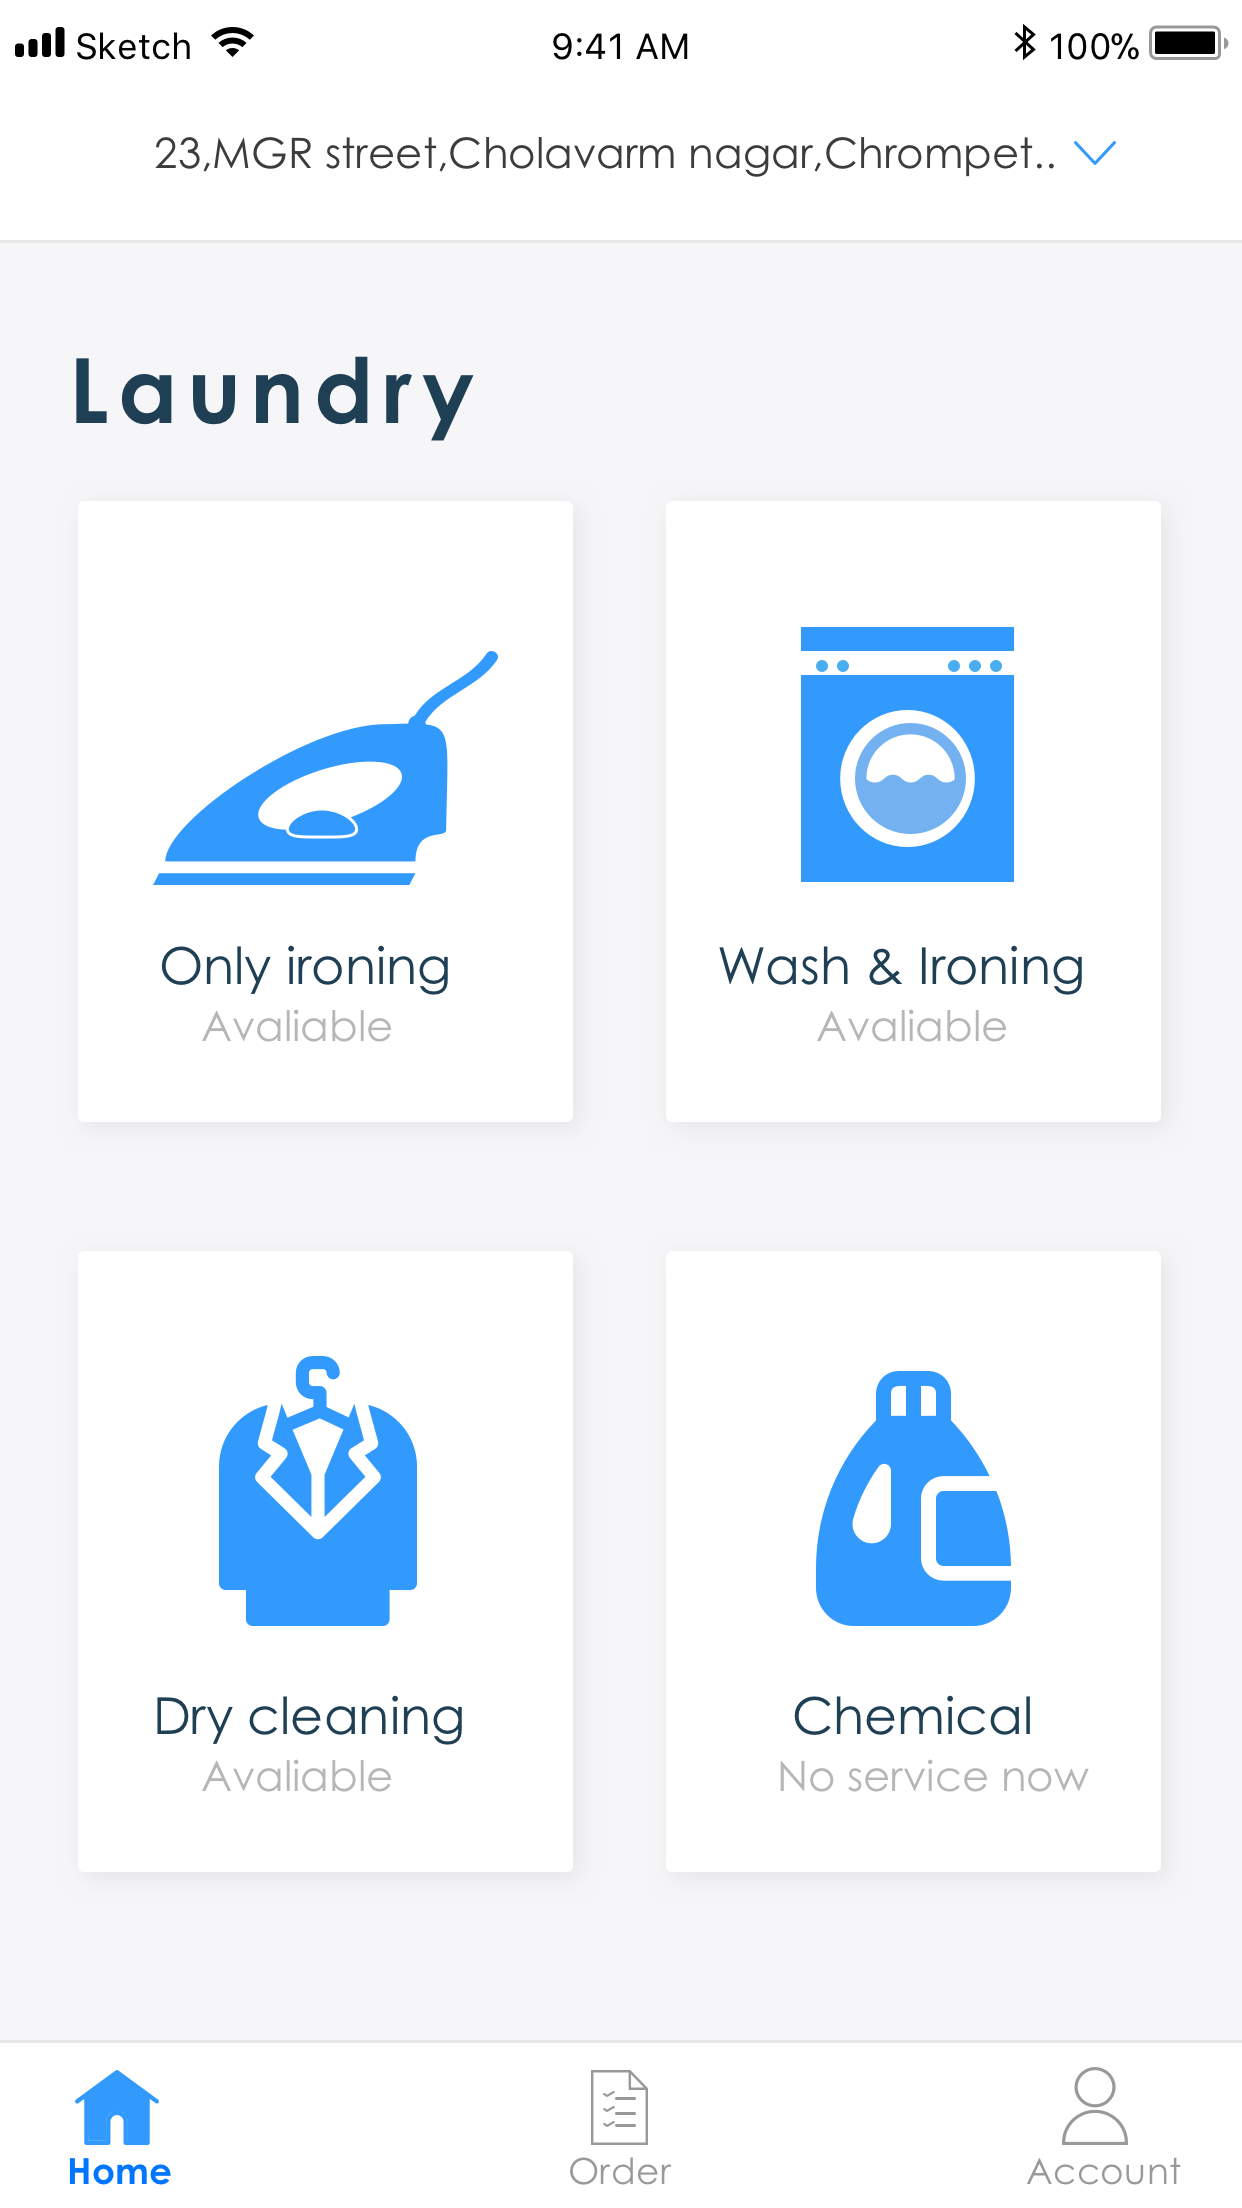 Sketch 9:41 AM 100%
23,MGR street,Cholavarm nagar,Chrompet..
Laundry
Only ironing
Avaliable
Wash & Ironing
Avaliable
Dry cleaning
Avaliable
Chemical
No service now
Home
Order
Account